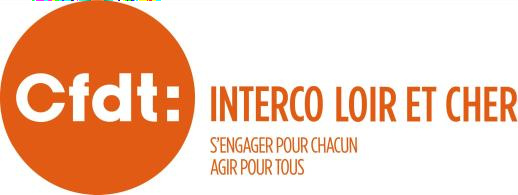 Cfdt:
INTERCO LOIR ET CHER
S'ENGAGER POUR CHACUN
AGIR POUR TOUS